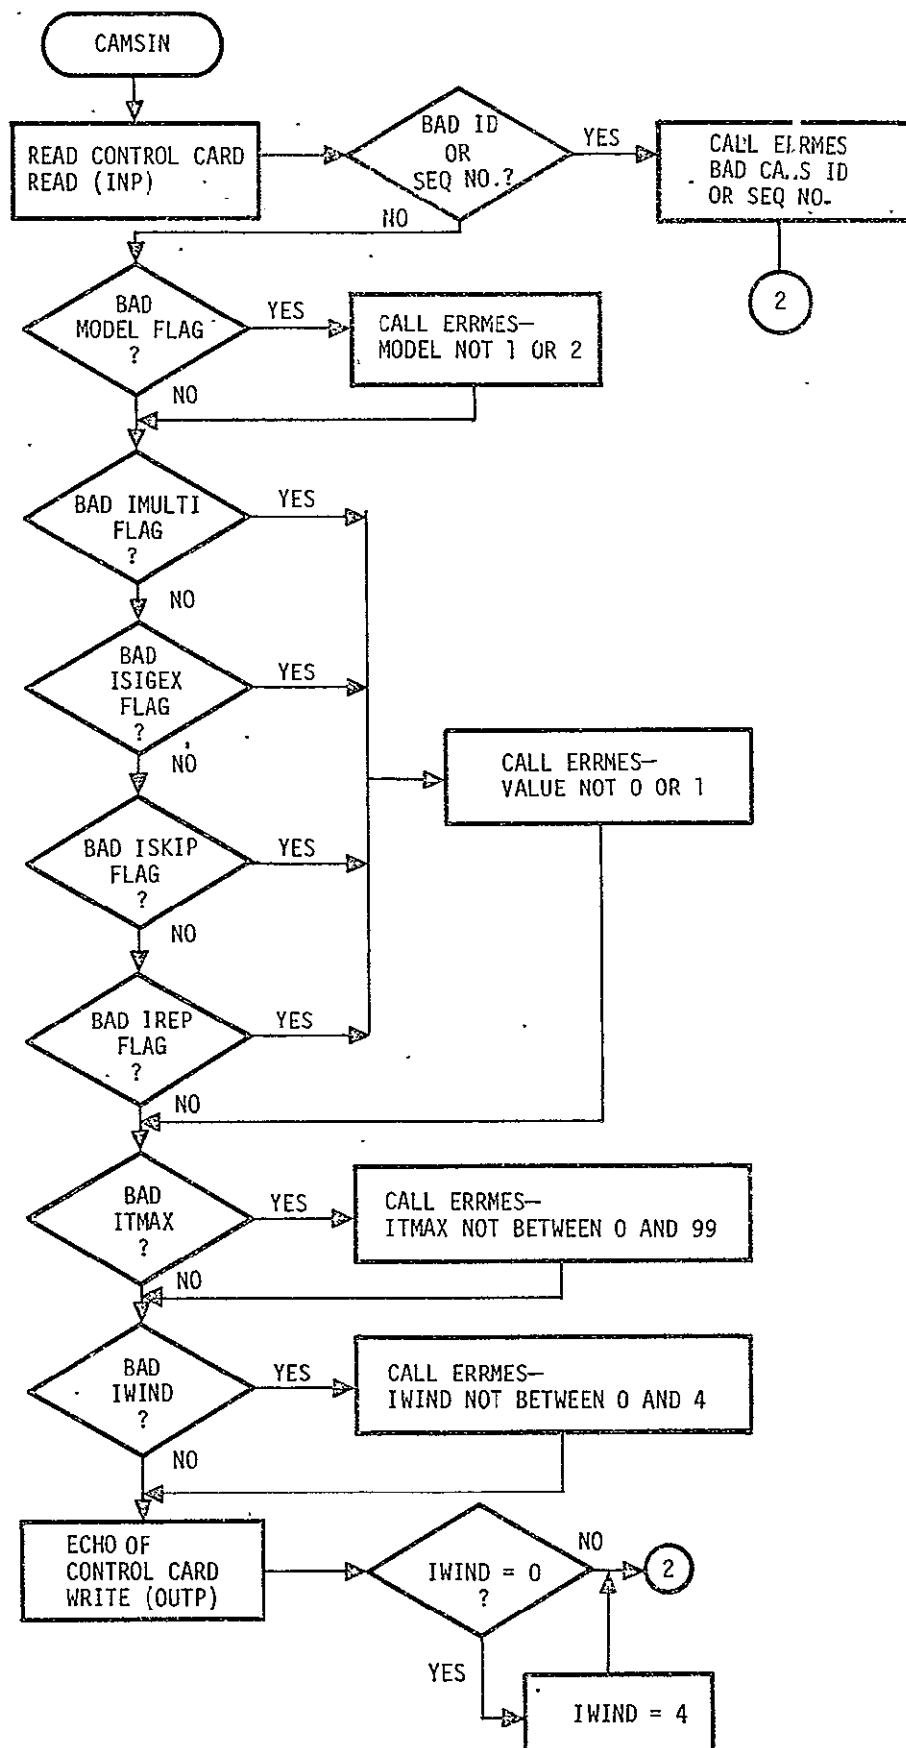 CAMSIN
READ CONTROL CARD
READ (INP)
BAD ID
OR
SEQ NO.?
YES
CALL ERRMES
BAD ID
OR SEQ NO.
NO
2
BAD
MODEL FLAG
?
YES
CALL ERRMES—
MODEL NOT 1 OR 2
NO
BAD IMULTI
FLAG
?
YES
NO
BAD
ISIGEX
FLAG
?
YES
NO
CALL ERRMES—
VALUE NOT 0 OR 1
BAD ISKIP
FLAG
?
YES
NO
BAD IREP
FLAG
?
YES
NO
BAD
ITMAX
?
YES
CALL ERRMES—
ITMAX NOT BETWEEN 0 AND 99
NO
BAD
IWIND
?
YES
CALL ERRMES—
IWIND NOT BETWEEN 0 AND 4
NO
ECHO OF
CONTROL CARD
WRITE (OUTP)
IWIND = 0
?
NO
2
YES
IWIND = 4